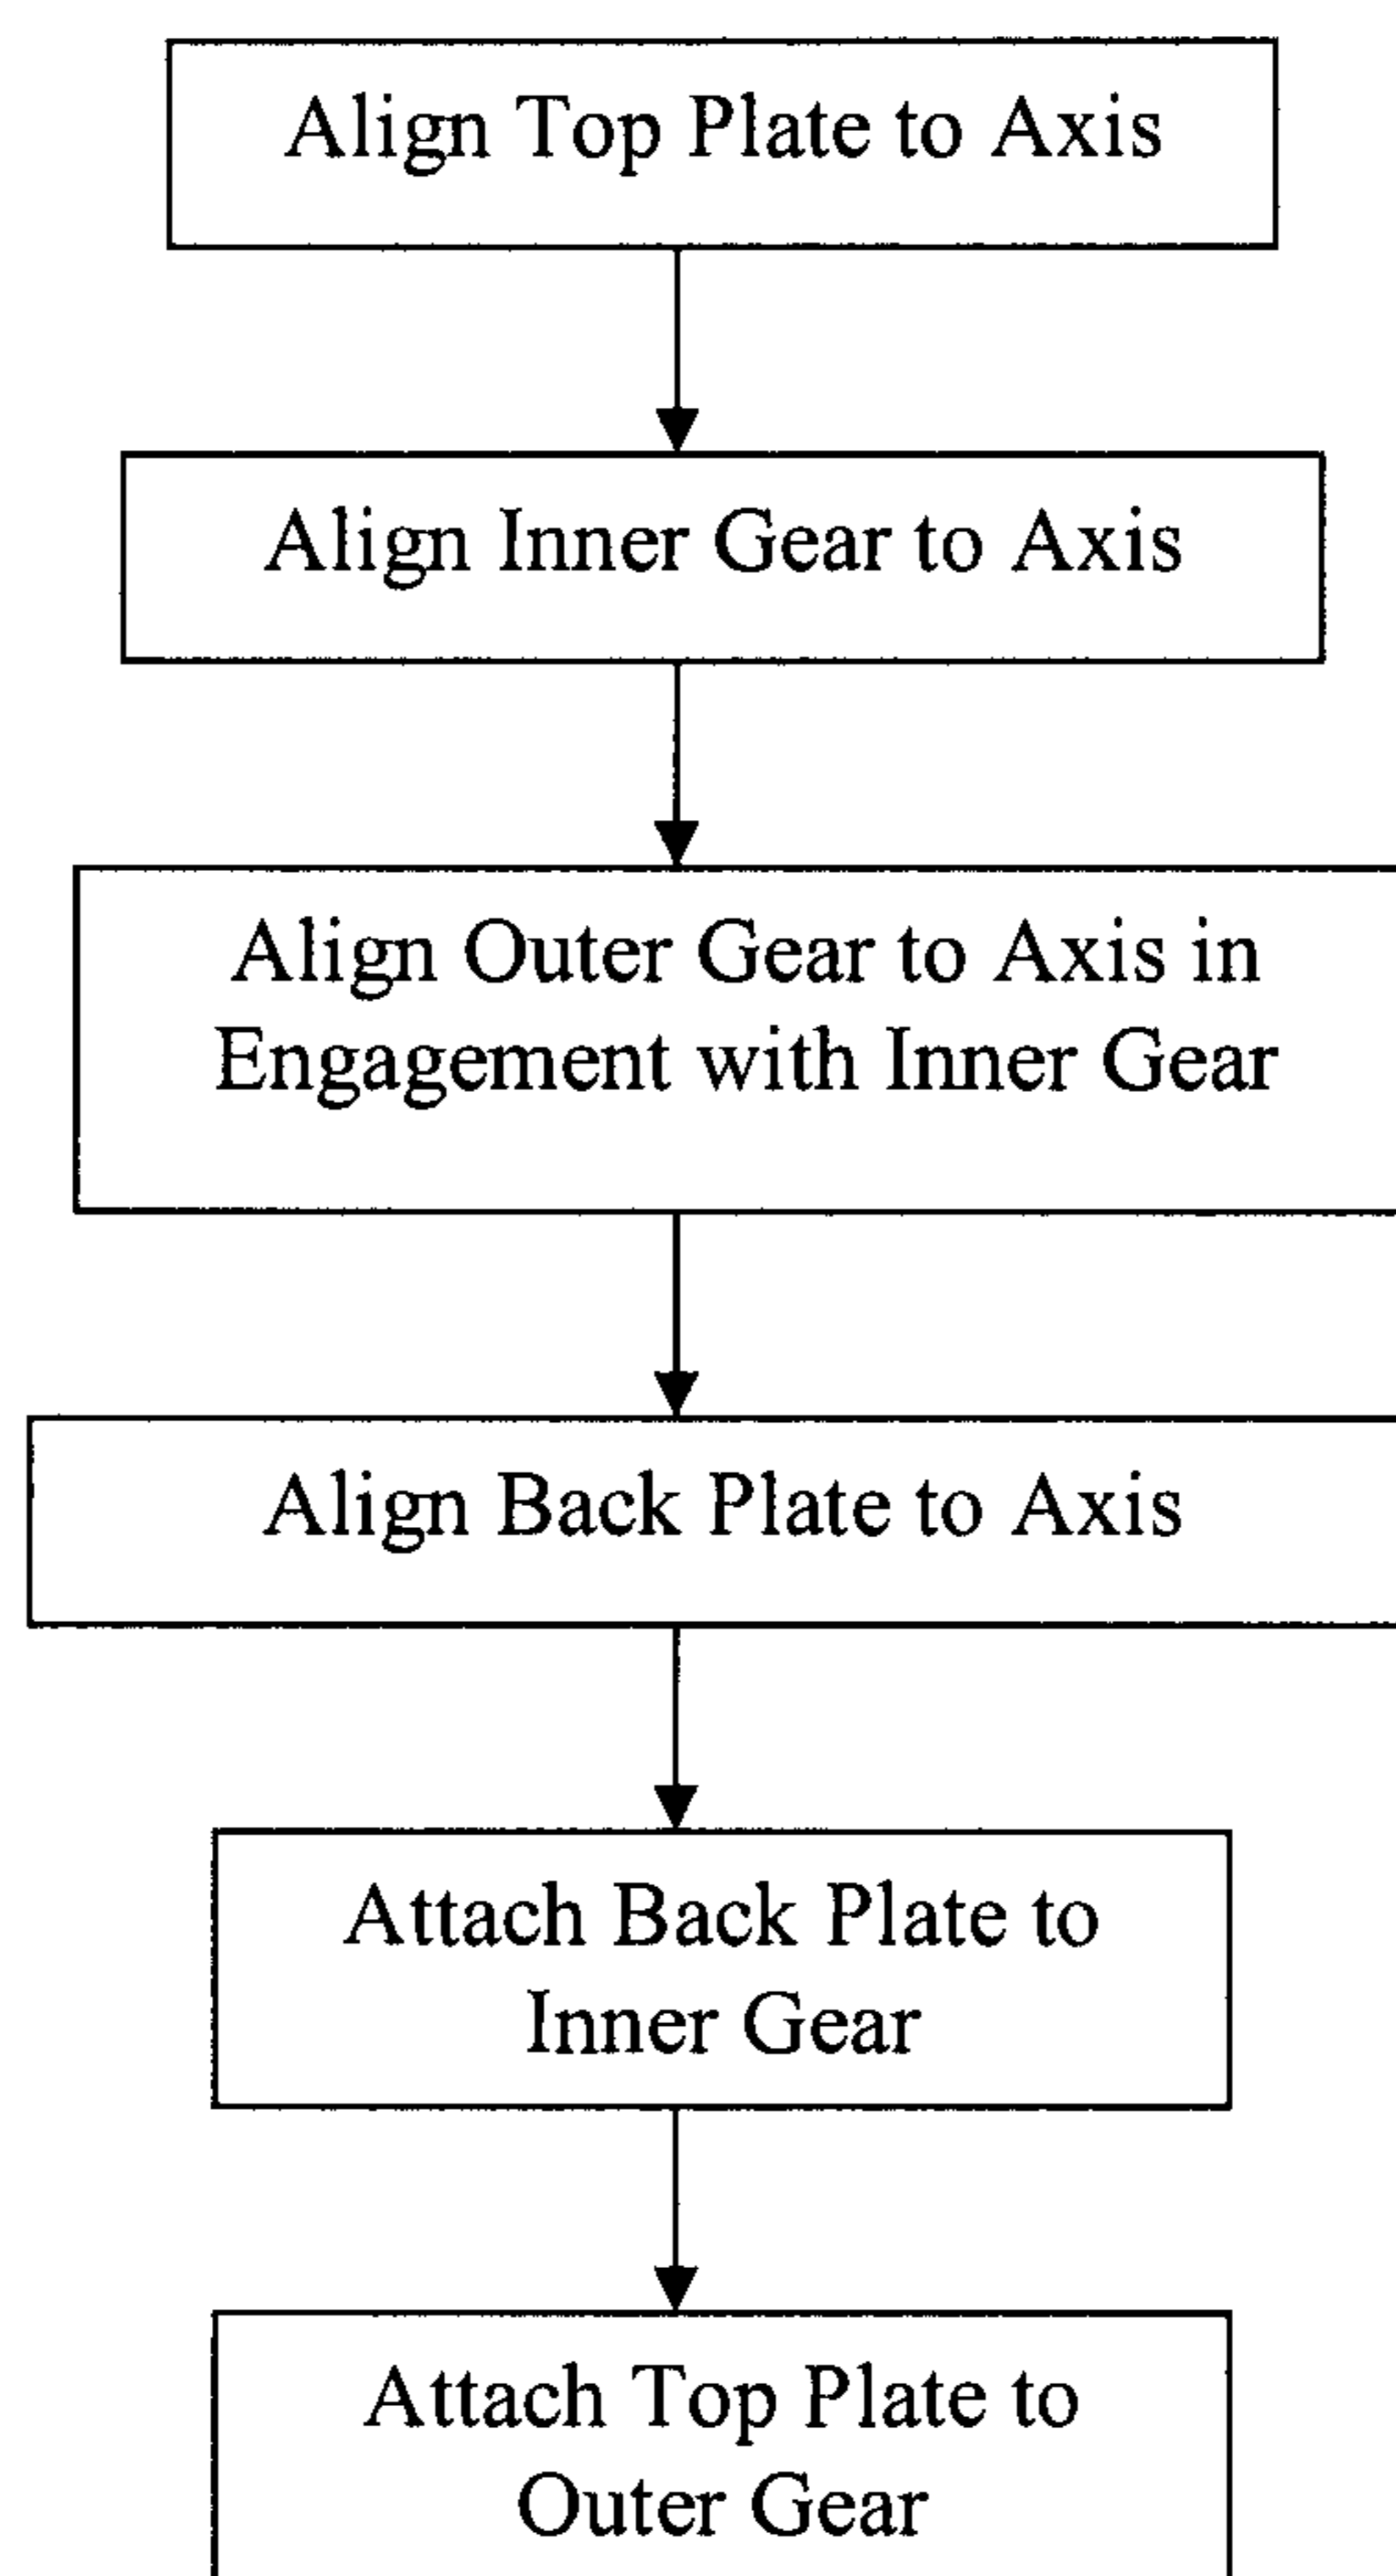 Align Top Plate to Axis
Align Inner Gear to Axis
Align Outer Gear to Axis in
Engagement with Inner Gear
Align Back Plate to Axis
Attach Back Plate to
Inner Gear
Attach Top Plate to
Outer Gear